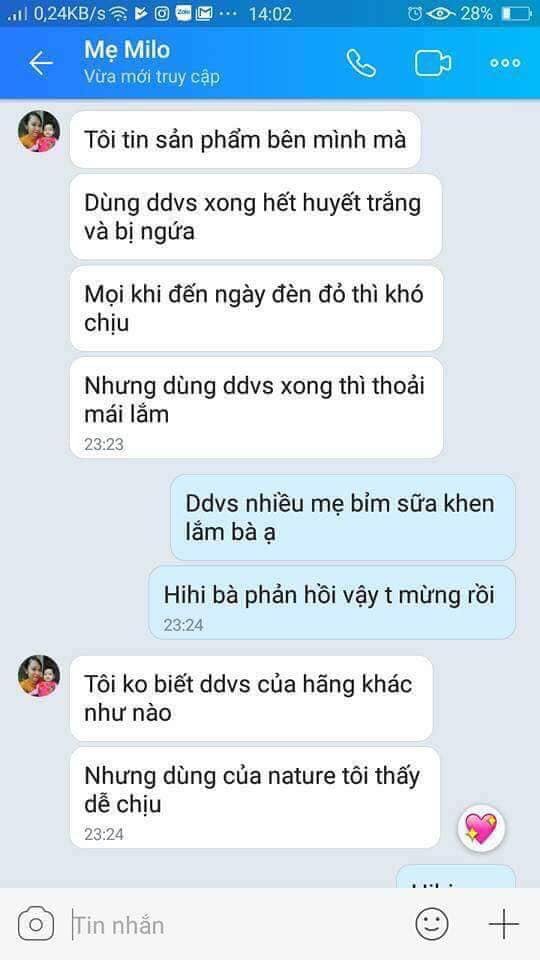 0,24KB/s
Zalo
14:02
28%
Mẹ Milo
Vừa mới truy cập
Tôi tin sản phẩm bên mình mà
Dùng ddvs xong hết huyết trắng
và bị ngứa
Mọi khi đến ngày đèn đỏ thì khó
chịu
Nhưng dùng ddvs xong thì thoải
mái lắm
23:23
Ddvs nhiều mẹ bỉm sữa khen
lắm bà ạ
Hihi bà phản hồi vậy t mừng rồi
23:24
Tôi ko biết ddvs của hãng khác
như nào
Nhưng dùng của nature tôi thấy
dễ chịu
23:24
Tin nhắn